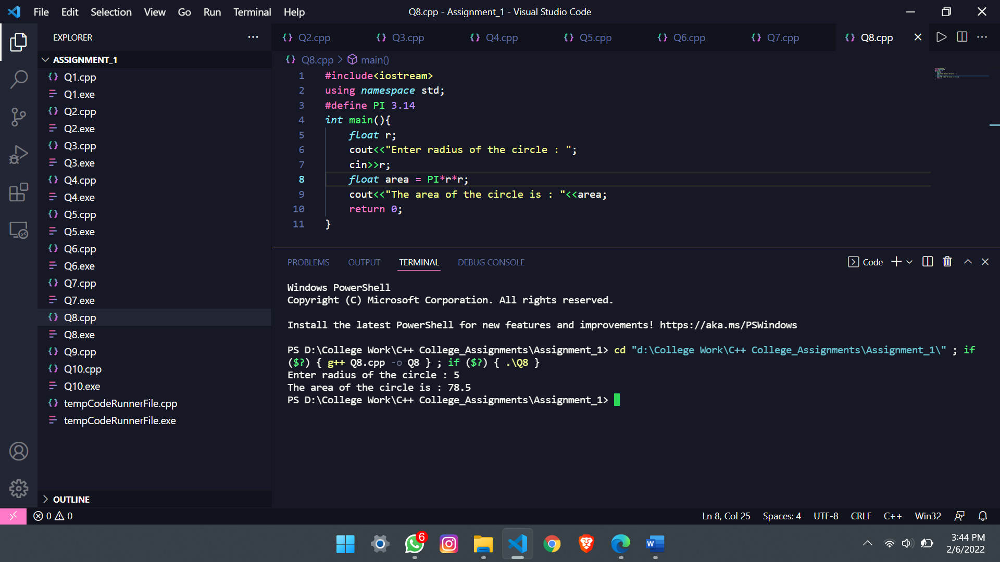 File Edit Selection View Go Run Terminal Help
Q8.cpp - Assignment_1 - Visual Studio Code
EXPLORER
ASSIGNMENT_1
Q1.cpp
Q1.exe
Q2.cpp
Q2.exe
Q3.cpp
Q3.exe
Q4.cpp
Q4.exe
Q5.cpp
Q5.exe
Q6.cpp
Q6.exe
Q7.cpp
Q7.exe
Q8.cpp
Q8.exe
Q9.cpp
Q10.cpp
Q10.exe
tempCodeRunnerFile.cpp
tempCodeRunnerFile.exe
OUTLINE
Q2.cpp Q3.cpp Q4.cpp Q5.cpp Q6.cpp Q7.cpp Q8.cpp
Q8.cpp > main()
1 #include<iostream>
2 using namespace std;
3 #define PI 3.14
4 int main(){
5 float r;
6 cout<<"Enter radius of the circle : ";
7 cin>>r;
8 float area = PI*r*r;
9 cout<<"The area of the circle is : "<<area;
10 return 0;
11 }
PROBLEMS OUTPUT TERMINAL DEBUG CONSOLE
Code
Windows PowerShell
Copyright (C) Microsoft Corporation. All rights reserved.
Install the latest PowerShell for new features and improvements! https://aka.ms/PSWindows
PS D:\College Work\C++ College_Assignments\Assignment_1> cd "d:\College Work\C++ College_Assignments\Assignment_1\" ; if
($?) { g++ Q8.cpp -o Q8 } ; if ($?) { .\Q8 }
Enter radius of the circle : 5
The area of the circle is : 78.5
PS D:\College Work\C++ College_Assignments\Assignment_1>
0 0
Ln 8, Col 25 Spaces: 4 UTF-8 CRLF C++ Win32
6
W
3:44 PM
2/6/2022